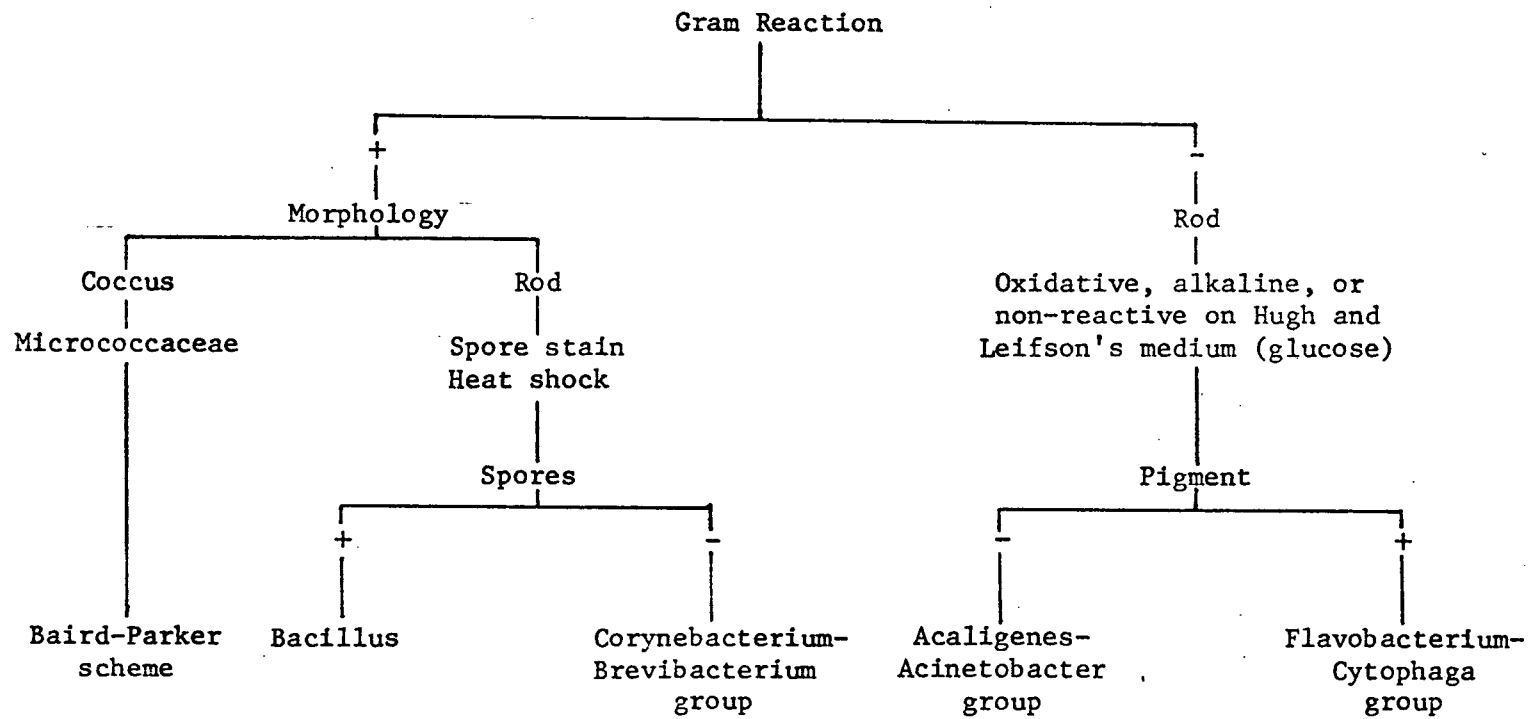 Gram Reaction
+
-
Morphology
Rod
Coccus
Rod
Oxidative, alkaline, or
non-reactive on Hugh and
Leifson's medium (glucose)
Micrococcaceae
Spore stain
Heat shock
Spores
Pigment
+
-
-
+
Baird-Parker
scheme
Bacillus
Corynebacterium-
Brevibacterium
group
Acaligenes-
Acinetobacter
group
Flavobacterium-
Cytophaga
group